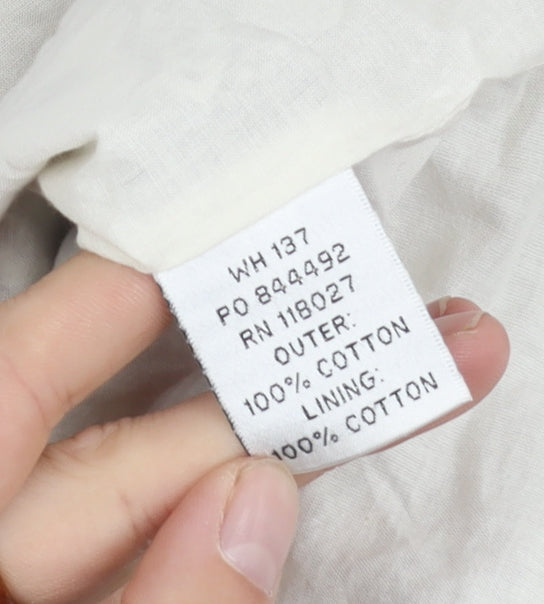 WH 137
PO 844492
RN 118027
OUTER:
100% COTTON
LINING:
100% COTTON